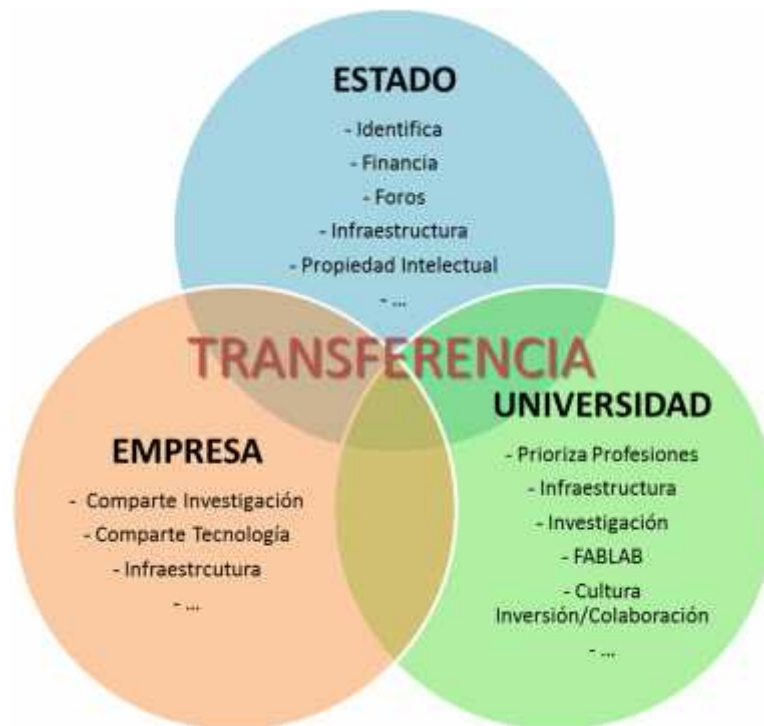 ESTADO
- Identifica
- Financia
- Foros
- Infraestructura
- Propiedad Intelectual
- ...
TRANSFERENCIA
EMPRESA
- Comparte Investigación
- Comparte Tecnología
- Infraestrcutura
- ...
UNIVERSIDAD
- Prioriza Profesiones
- Infraestructura
- Investigación
- FABLAB
- Cultura
Inversión/Colaboración
- ...